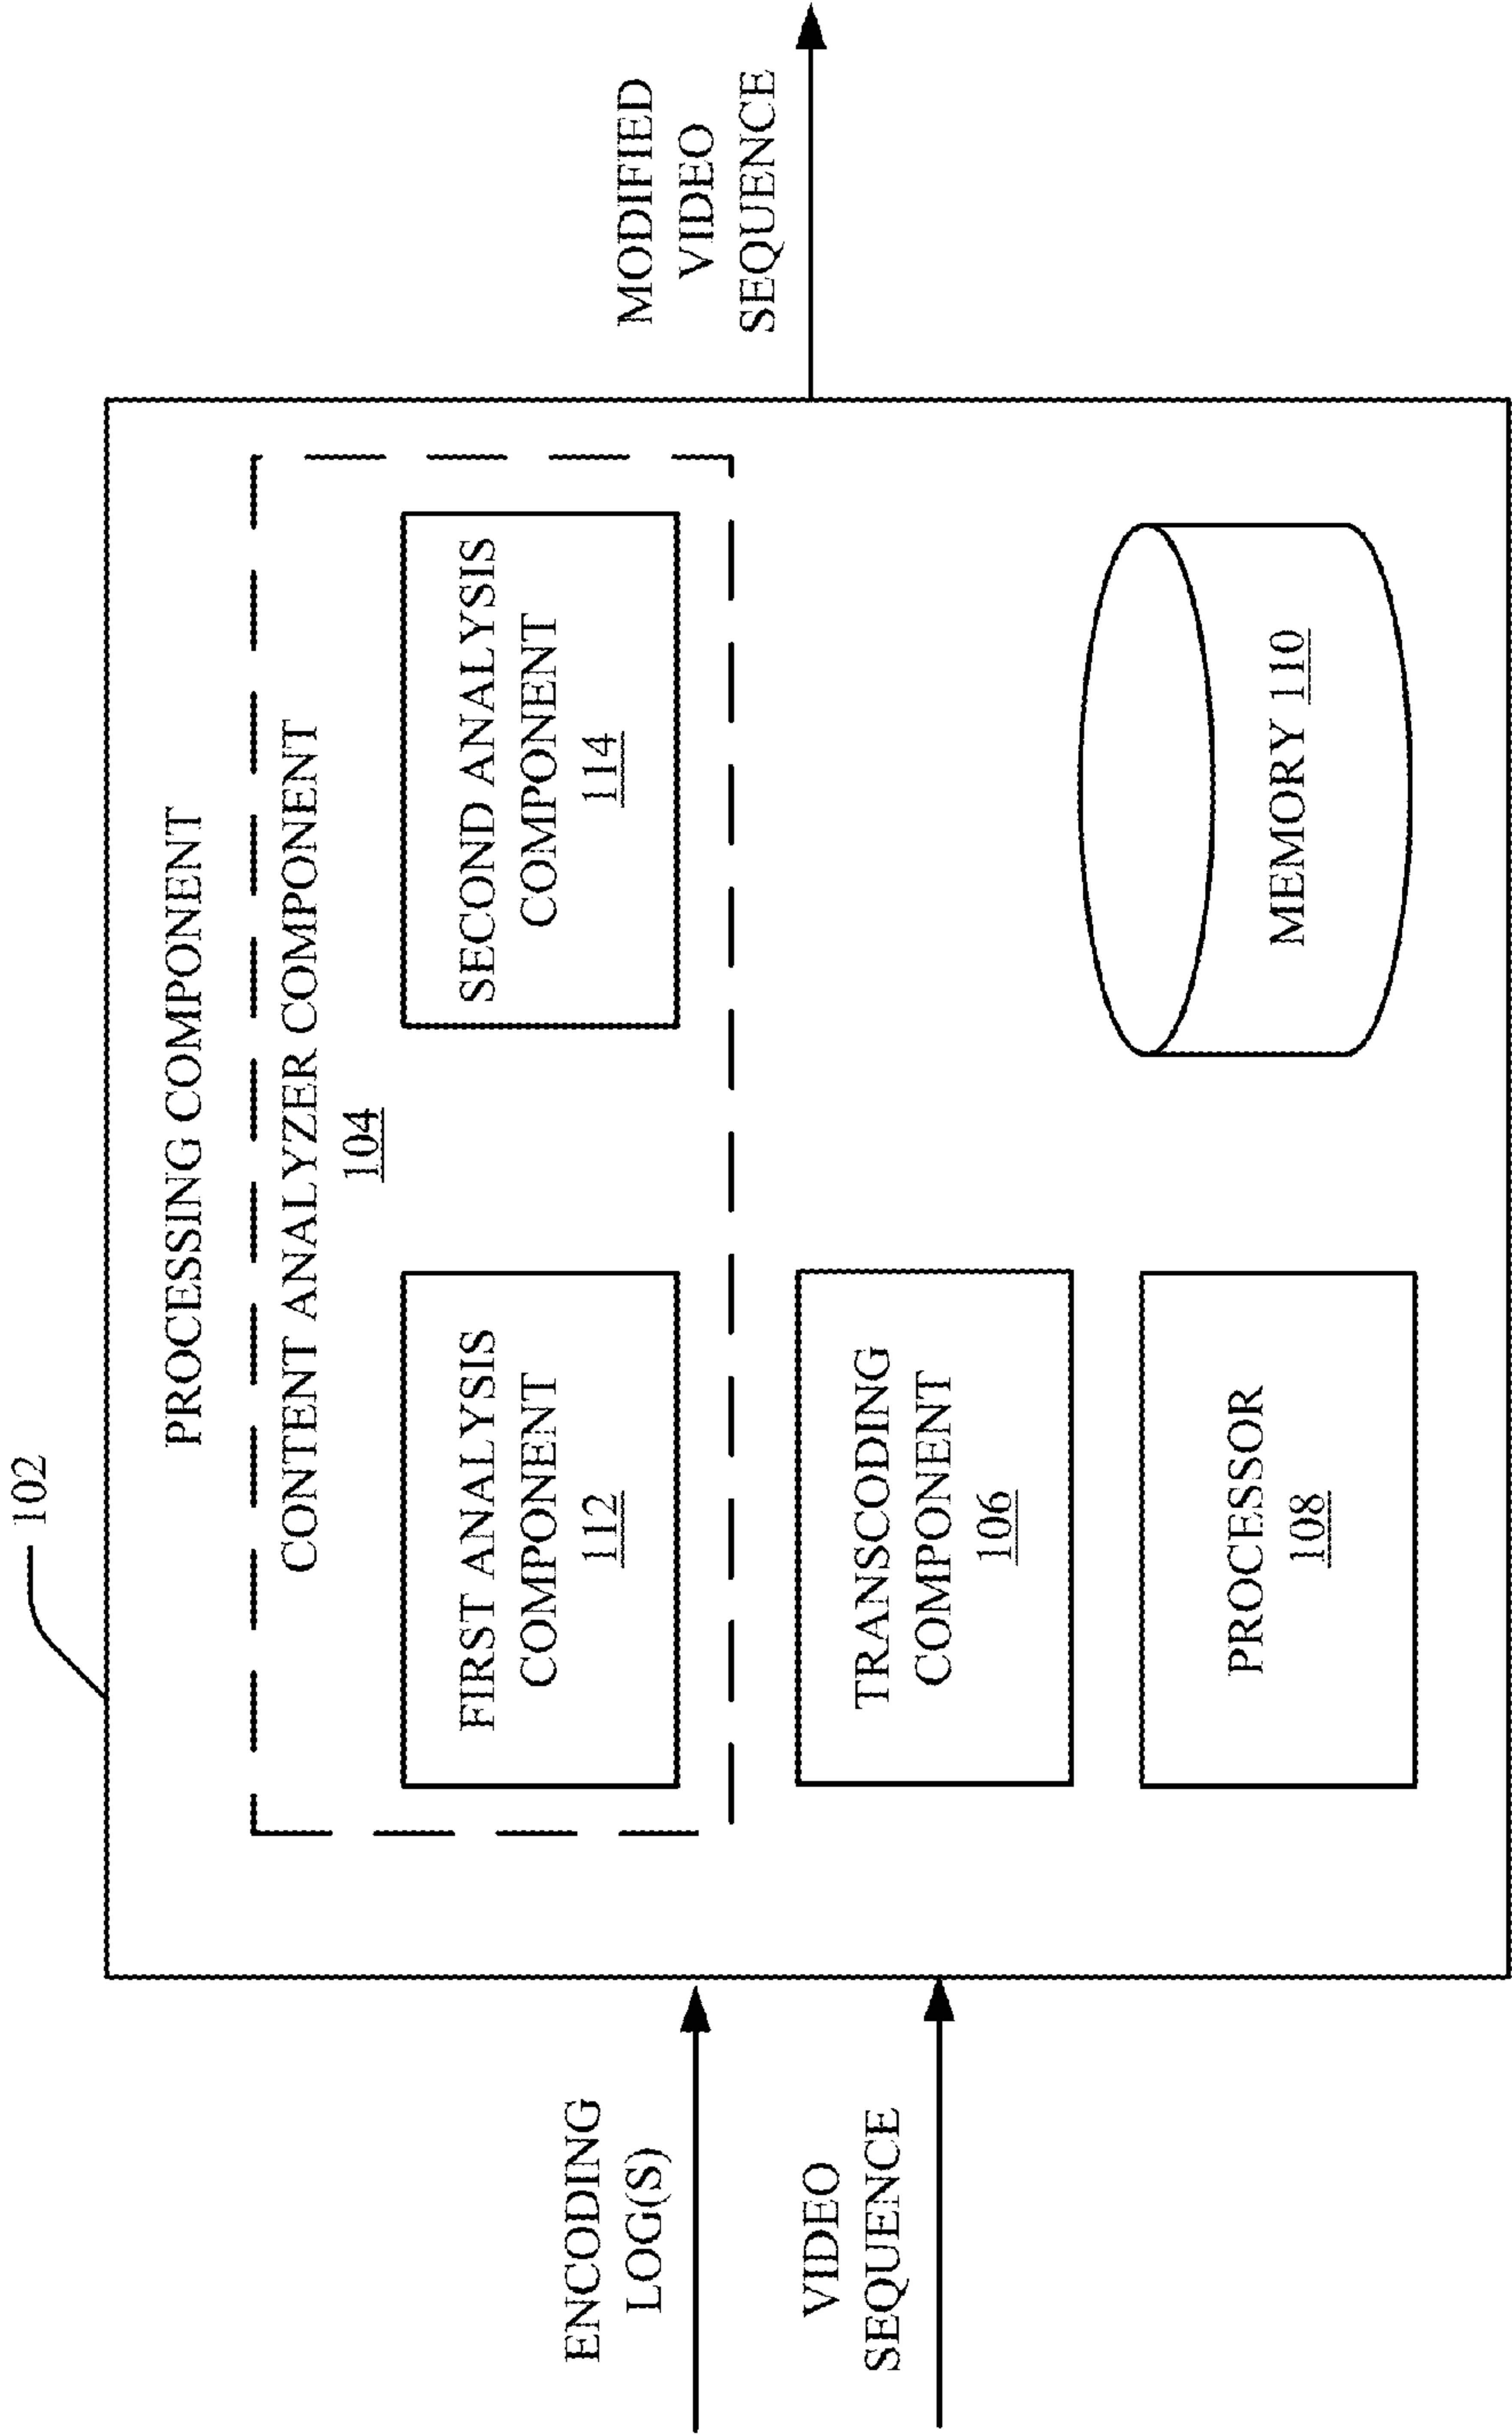 102
PROCESSING COMPONENT
CONTENT ANALYZER COMPONENT
104
FIRST ANALYSIS
COMPONENT
112
SECOND ANALYSIS
COMPONENT
114
ENCODING
LOG(S)
VIDEO
SEQUENCE
TRANSCODING
COMPONENT
106
PROCESSOR
108
MEMORY 110
MODIFIED
VIDEO
SEQUENCE